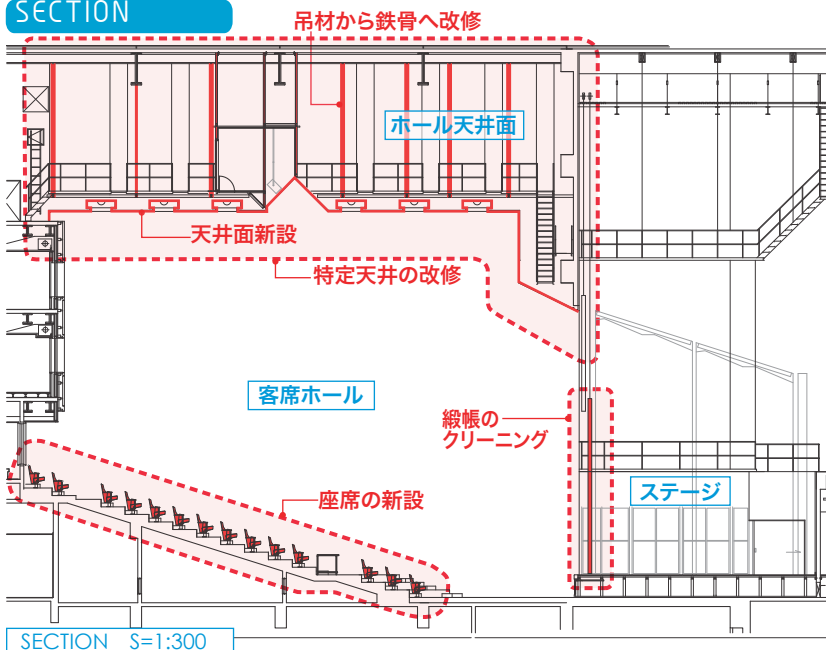 SECTION
吊材から鉄骨へ改修
ホール天井面
天井面新設
特定天井の改修
客席ホール
緞帳の
クリーニング
座席の新設
ステージ
SECTION S=1:300